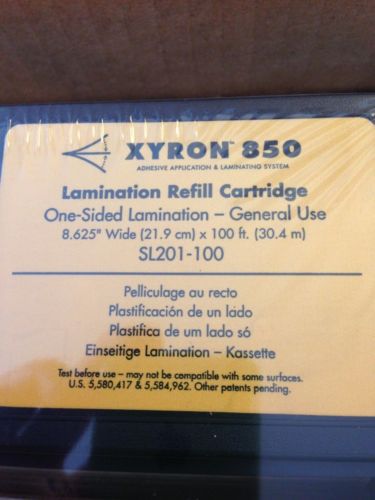 XYRON™ 850
ADHESIVE APPLICATION & LAMINATING SYSTEM
Lamination Refill Cartridge
One-Sided Lamination – General Use
8.625" Wide (21.9 cm) x 100 ft. (30.4 m)
SL201-100
Pelliculage au recto
Plastificación de un lado
Plastifica de um lado só
Einseitige Lamination – Kassette
Test before use – may not be compatible with some surfaces.
U.S. 5,580,417 & 5,584,962. Other patents pending.